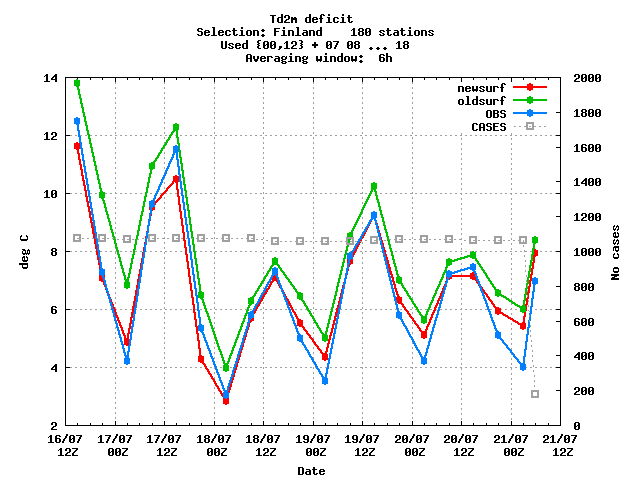 Td2m deficit
Selection: Finland    180 stations
Used {00,12} + 07 08 ... 18
Averaging window:  6h
newsurf
oldsurf
OBS
CASES
deg C
No cases
14
12
10
8
6
4
2
2000
1800
1600
1400
1200
1000
800
600
400
200
0
16/07 17/07 17/07 18/07 18/07 19/07 19/07 20/07 20/07 21/07 21/07
12Z 00Z 12Z 00Z 12Z 00Z 12Z 00Z 12Z 00Z 12Z
Date